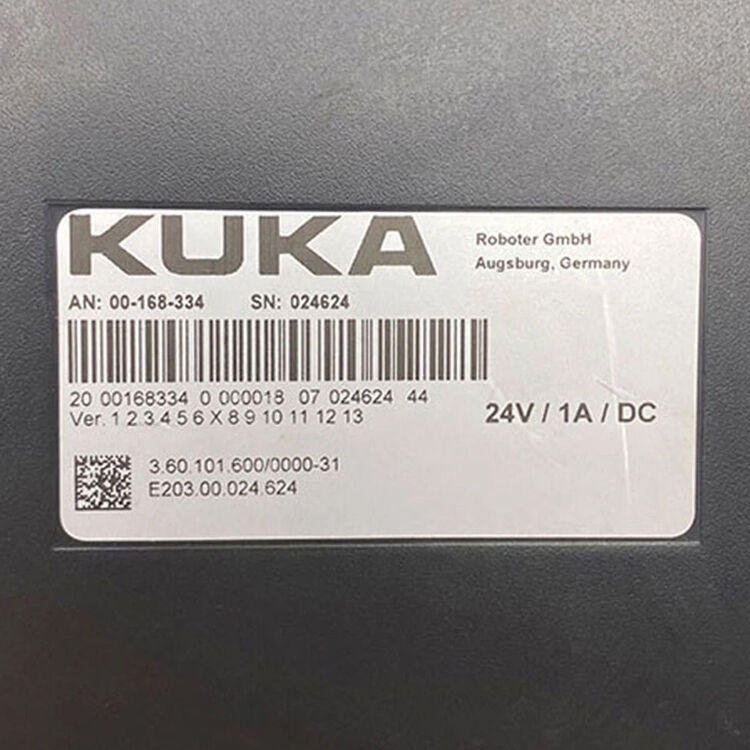 KUKA
Roboter GmbH
Augsburg, Germany
AN: 00-168-334 SN: 024624
20 00168334 0 000018 07 024624 44
Ver. 1 2 3 4 5 6 X 8 9 10 11 12 13
24V / 1A / DC
3.60.101.600/0000-31
E203.00.024.624